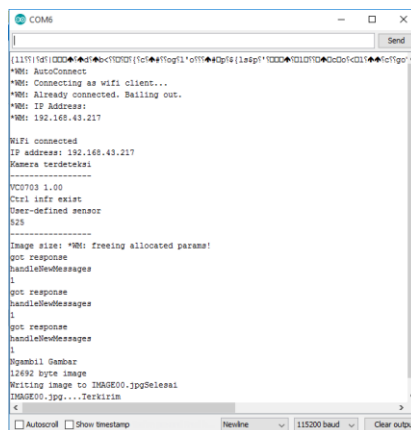 COM6
Send
*WM: AutoConnect
*WM: Connecting as wifi client...
*WM: Already connected. Bailing out.
*WM: IP Address:
*WM: 192.168.43.217
WiFi connected
IP address: 192.168.43.217
Kamera terdeteksi
----------------
VC0703 1.00
Ctrl infr exist
User-defined sensor
525
----------------
Image size: *WM: freeing allocated params!
got response
handleNewMessages
1
got response
handleNewMessages
1
got response
handleNewMessages
1
Ngambil Gambar
12692 byte image
Writing image to IMAGE00.jpgSelesai
IMAGE00.jpg....Terkirim
Autoscroll Show timestamp Newline 115200 baud Clear outpu